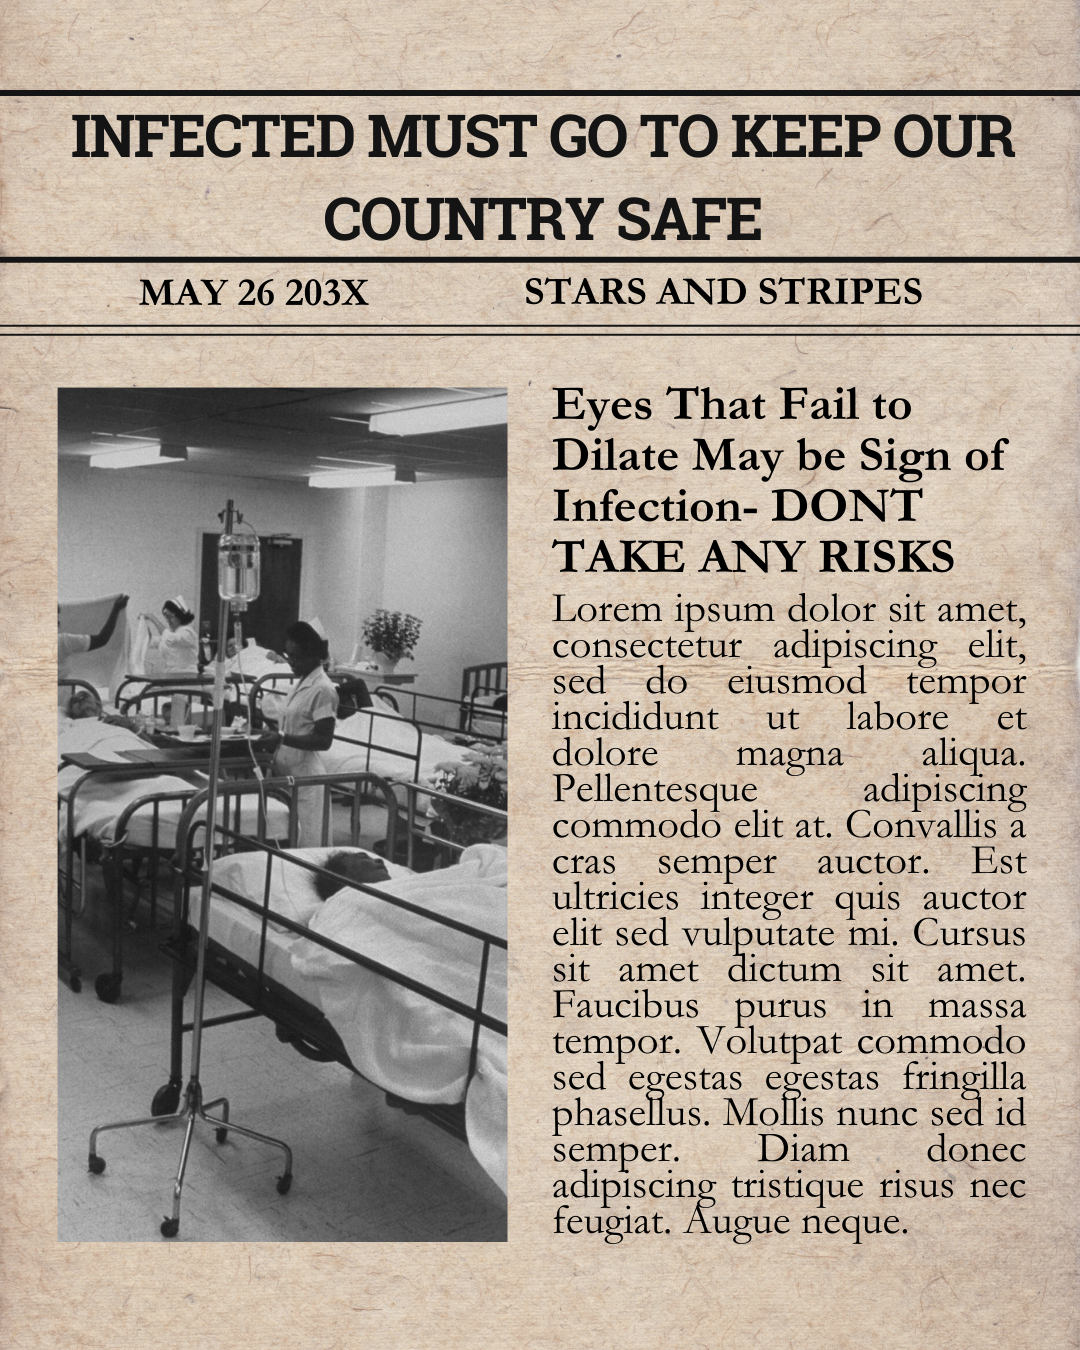 INFECTED MUST GO TO KEEP OUR
COUNTRY SAFE
MAY 26 203X
STARS AND STRIPES
Eyes That Fail to
Dilate May be Sign of
Infection- DONT
TAKE ANY RISKS
Lorem ipsum dolor sit amet,
consectetur adipiscing elit,
sed do eiusmod tempor
incididunt ut labore et
dolore magna aliqua.
Pellentesque adipiscing
commodo elit at. Convallis a
cras semper auctor. Est
ultricies integer quis auctor
elit sed vulputate mi. Cursus
sit amet dictum sit amet.
Faucibus purus in massa
tempor. Volutpat commodo
sed egestas egestas fringilla
phasellus. Mollis nunc sed id
semper. Diam donec
adipiscing tristique risus nec
feugiat. Augue neque.